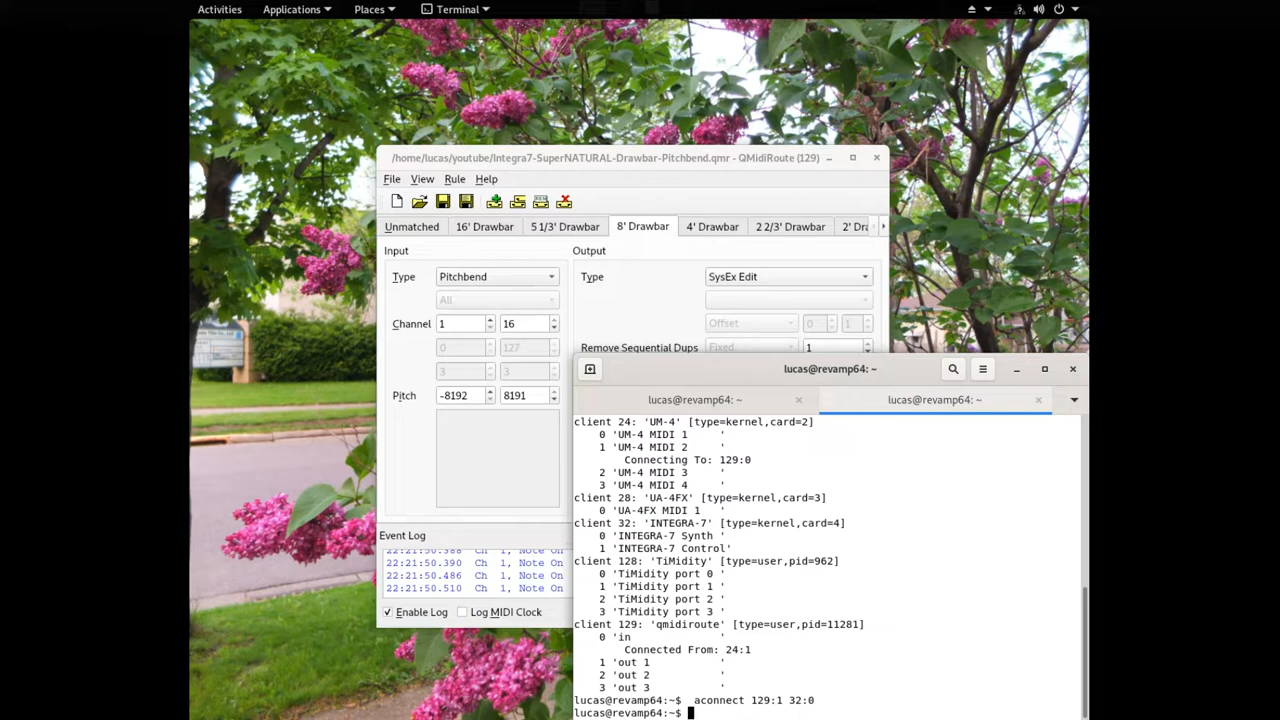 Activities Applications Places Terminal
/home/lucas/youtube/Integra7-SuperNATURAL-Drawbar-Pitchbend.qmr - QMidiRoute (129)
File View Rule Help
Unmatched 16' Drawbar 5 1/3' Drawbar 8' Drawbar 4' Drawbar 2 2/3' Drawbar 2' Dra
Input Output
Type Pitchbend Type SysEx Edit
All
Channel 1 16 Offset 0 1
0 127 Remove Sequential Dups Fixed 1
3 3
Pitch -8192 8191
Event Log
22:21:50.390 Ch 1, Note On
22:21:50.486 Ch 1, Note On
22:21:50.510 Ch 1, Note On
Enable Log Log MIDI Clock
lucas@revamp64: ~
lucas@revamp64: ~ lucas@revamp64: ~
client 24: 'UM-4' [type=kernel,card=2]
0 'UM-4 MIDI 1 '
1 'UM-4 MIDI 2 '
Connecting To: 129:0
2 'UM-4 MIDI 3 '
3 'UM-4 MIDI 4 '
client 28: 'UA-4FX' [type=kernel,card=3]
0 'UA-4FX MIDI 1 '
client 32: 'INTEGRA-7' [type=kernel,card=4]
0 'INTEGRA-7 Synth '
1 'INTEGRA-7 Control'
client 128: 'TiMidity' [type=user,pid=962]
0 'TiMidity port 0 '
1 'TiMidity port 1 '
2 'TiMidity port 2 '
3 'TiMidity port 3 '
client 129: 'qmidiroute' [type=user,pid=11281]
0 'in '
Connected From: 24:1
1 'out 1 '
2 'out 2 '
3 'out 3 '
lucas@revamp64:~$ aconnect 129:1 32:0
lucas@revamp64:~$